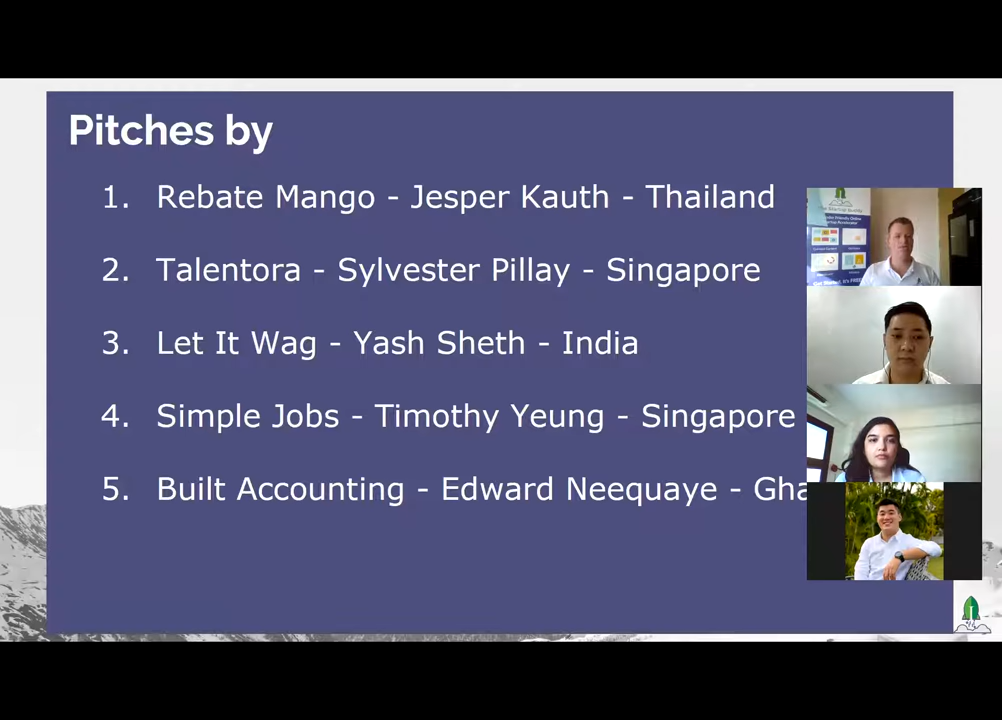 Pitches by
1. Rebate Mango - Jesper Kauth - Thailand
2. Talentora - Sylvester Pillay - Singapore
3. Let It Wag - Yash Sheth - India
4. Simple Jobs - Timothy Yeung - Singapore
5. Built Accounting - Edward Neequaye - Gha